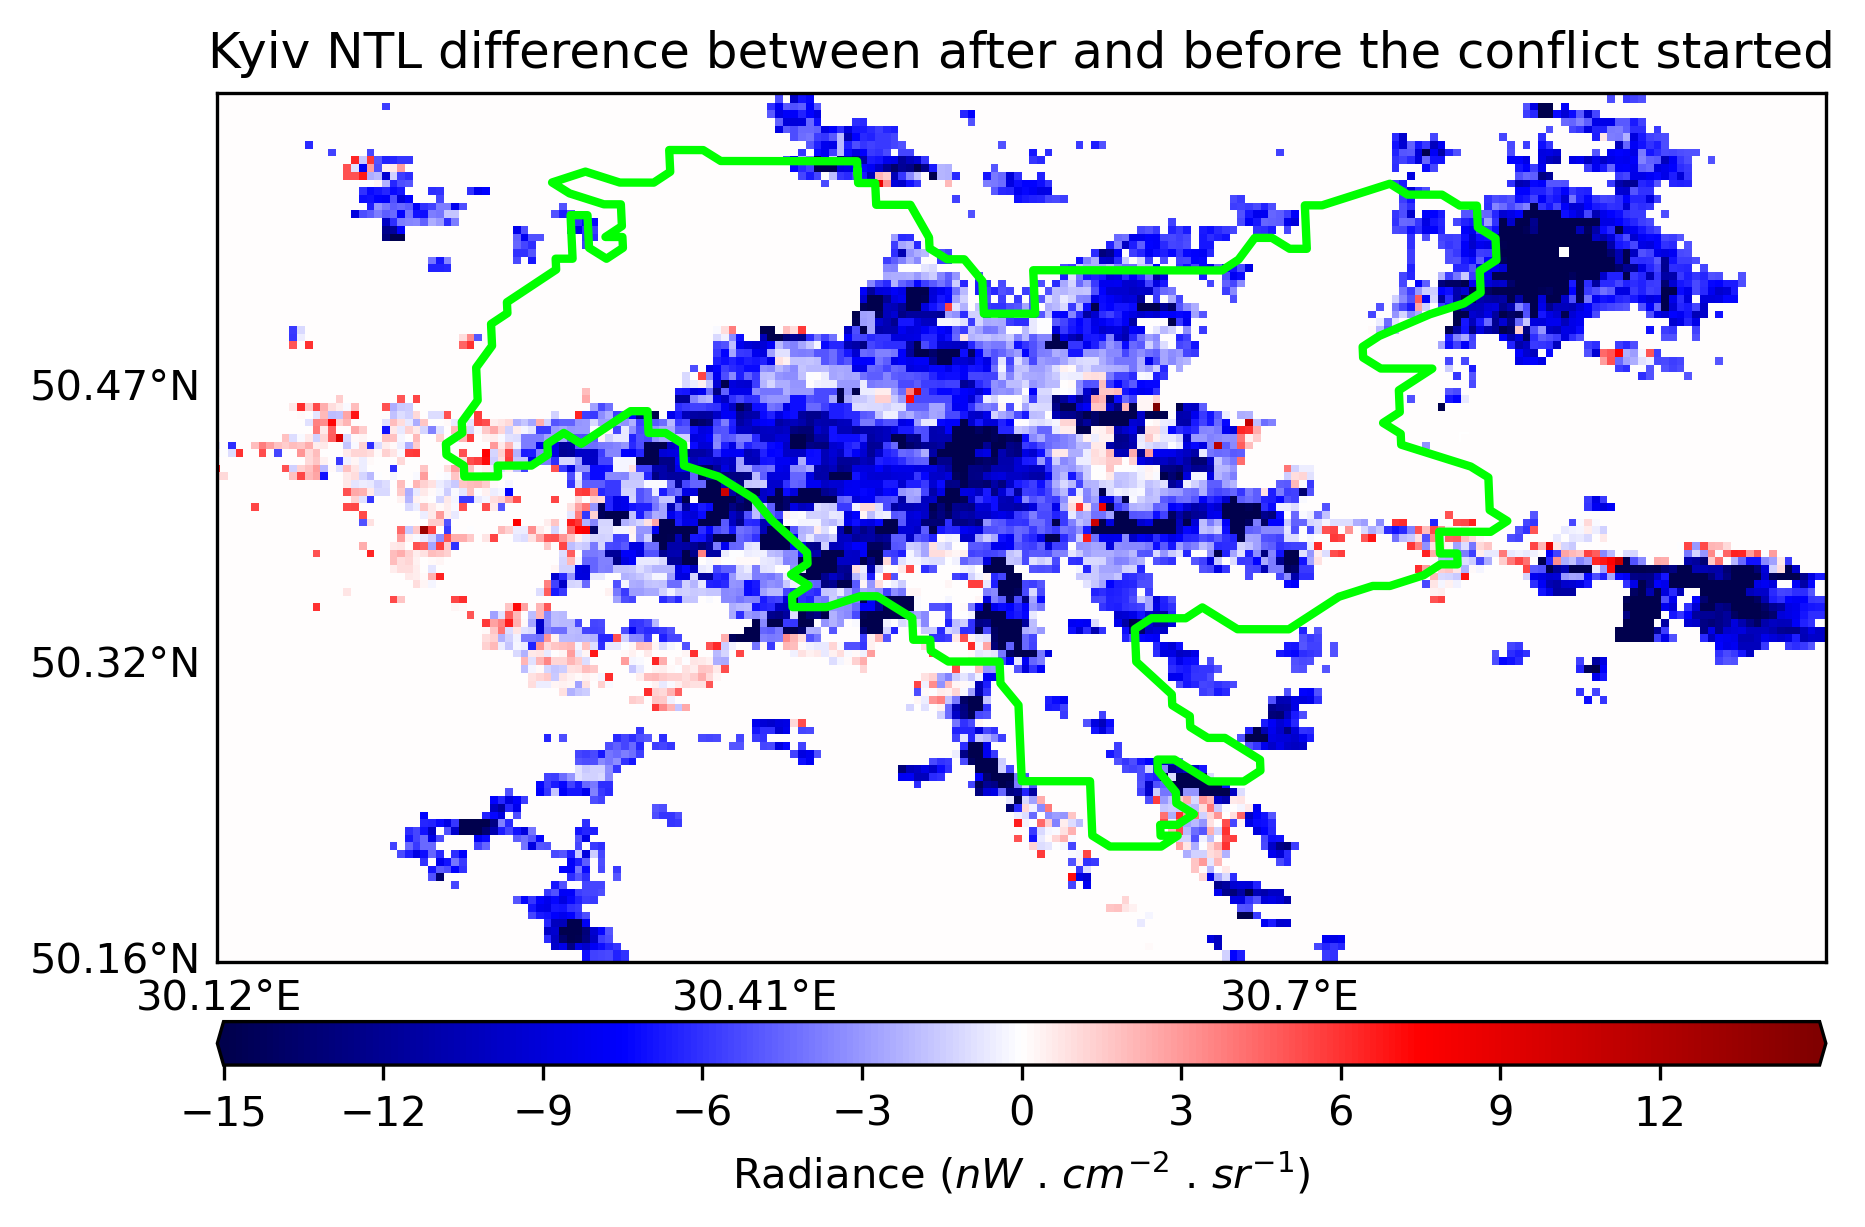 Kyiv NTL difference between after and before the conflict started
50.47°N
50.32°N
50.16°N
30.12°E 30.41°E 30.7°E
−15 −12 −9 −6 −3 0 3 6 9 12
Radiance (nW . cm⁻² . sr⁻¹)